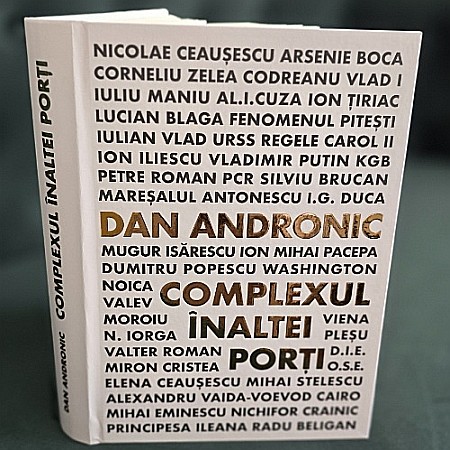 DAN ANDRONIC COMPLEXUL ÎNALTEI PORȚI
NICOLAE CEAUȘESCU ARSENIE BOCA
CORNELIU ZELEA CODREANU VLAD I
IULIU MANIU AL.I.CUZA ION ȚIRIAC
LUCIAN BLAGA FENOMENUL PITEȘTI
IULIAN VLAD URSS REGELE CAROL II
ION ILIESCU VLADIMIR PUTIN KGB
PETRE ROMAN PCR SILVIU BRUCAN
MAREȘALUL ANTONESCU I.G. DUCA
DAN ANDRONIC
MUGUR ISĂRESCU ION MIHAI PACEPA
DUMITRU POPESCU WASHINGTON
NOICA COMPLEXUL
VALEV
MOROIU ÎNALTEI VIENA
N. IORGA PLEȘU
VALTER ROMAN PORȚI D.I.E.
MIRON CRISTEA O.S.E.
ELENA CEAUȘESCU MIHAI STELESCU
ALEXANDRU VAIDA-VOEVOD CAIRO
MIHAI EMINESCU NICHIFOR CRAINIC
PRINCIPESA ILEANA RADU BELIGAN